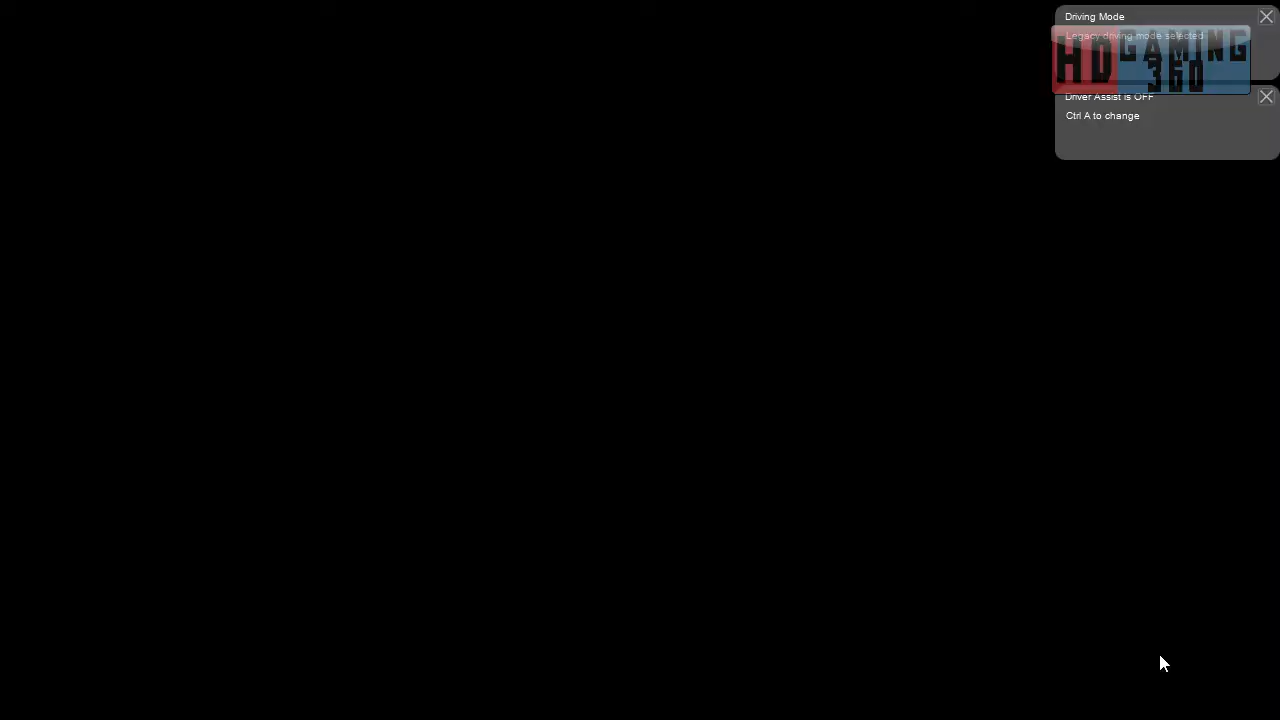 Driving Mode
Legacy driving mode selected
HD GAMING
360
Driver Assist is OFF
Ctrl A to change